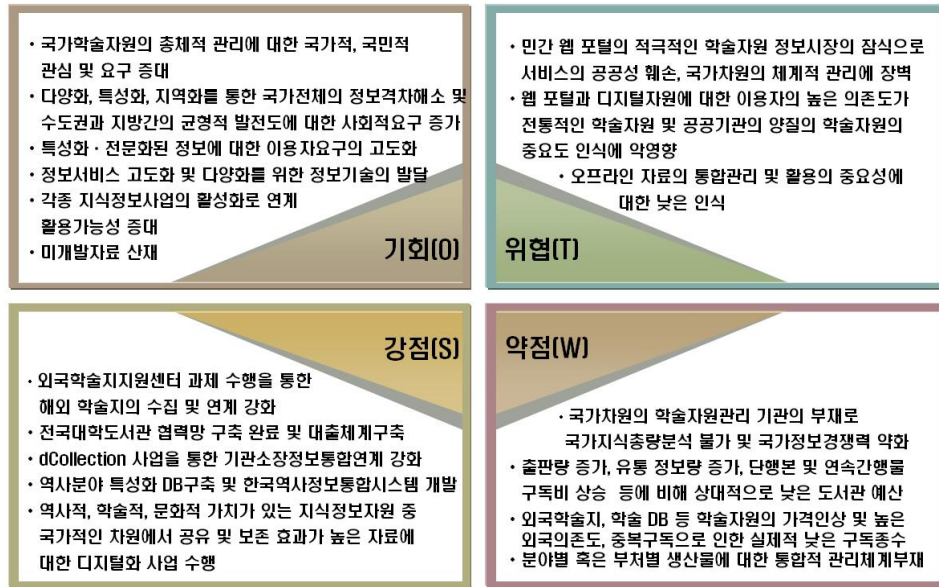 · 국가학술자원의 총체적 관리에 대한 국가적, 국민적
관심 및 요구 증대
· 다양화, 특성화, 지역화를 통한 국가전체의 정보격차해소 및
수도권과 지방간의 균형적 발전도에 대한 사회적요구 증가
· 특성화 · 전문화된 정보에 대한 이용자요구의 고도화
· 정보서비스 고도화 및 다양화를 위한 정보기술의 발달
· 각종 지식정보사업의 활성화로 연계
활용가능성 증대
· 미개발자료 산재
기회(O)
· 민간 웹 포털의 적극적인 학술자원 정보시장의 잠식으로
서비스의 공공성 훼손, 국가차원의 체계적 관리에 장벽
· 웹 포털과 디지털자원에 대한 이용자의 높은 의존도가
전통적인 학술자원 및 공공기관의 양질의 학술자원의
중요도 인식에 악영향
· 오프라인 자료의 통합관리 및 활용의 중요성에
대한 낮은 인식
위협(T)
강점(S)
· 외국학술지지원센터 과제 수행을 통한
해외 학술지의 수집 및 연계 강화
· 전국대학도서관 협력망 구축 완료 및 대출체계구축
· dCollection 사업을 통한 기관소장정보통합연계 강화
· 역사분야 특성화 DB구축 및 한국역사정보통합시스템 개발
· 역사적, 학술적, 문화적 가치가 있는 지식정보자원 중
국가적인 차원에서 공유 및 보존 효과가 높은 자료에
대한 디지털화 사업 수행
약점(W)
· 국가차원의 학술자원관리 기관의 부재로
국가지식총량분석 불가 및 국가정보경쟁력 약화
· 출판량 증가, 유통 정보량 증가, 단행본 및 연속간행물
구독비 상승 등에 비해 상대적으로 낮은 도서관 예산
· 외국학술지, 학술 DB 등 학술자원의 가격인상 및 높은
외국의존도, 중복구독으로 인한 실제적 낮은 구독종수
· 분야별 혹은 부처별 생산물에 대한 통합적 관리체계부재